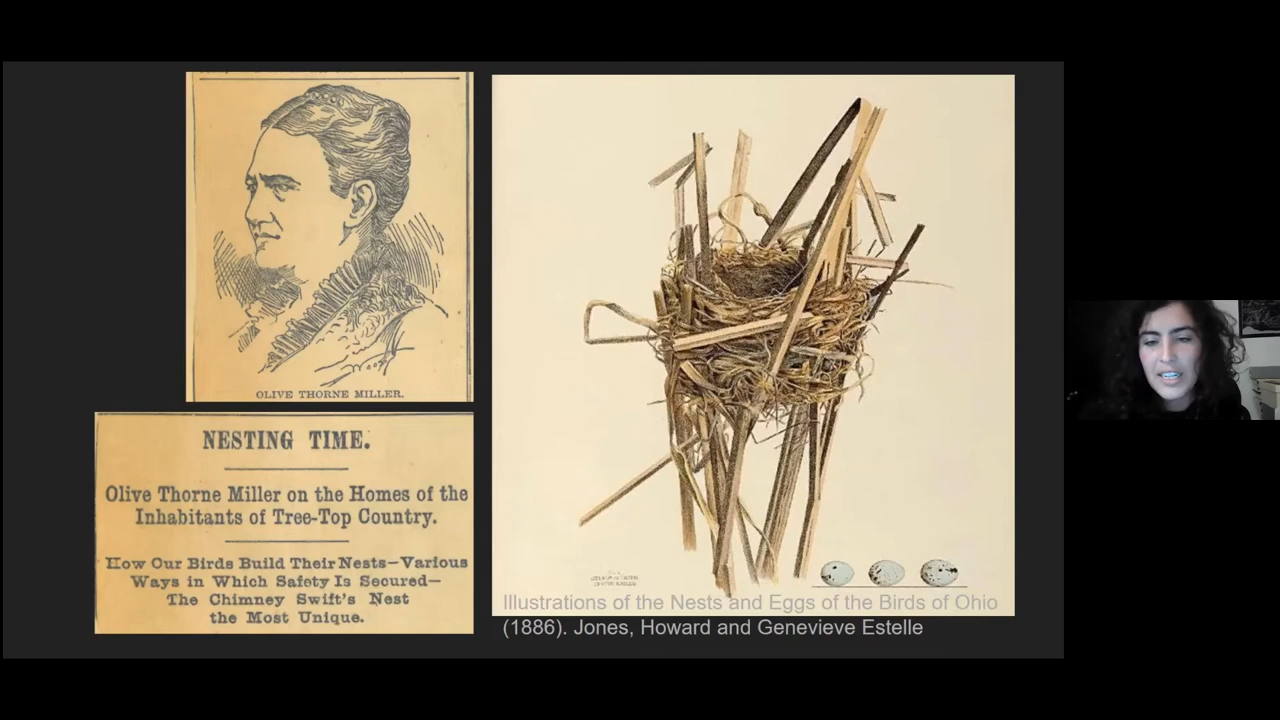 OLIVE THORNE MILLER.
NESTING TIME.
Olive Thorne Miller on the Homes of the
Inhabitants of Tree-Top Country.
How Our Birds Build Their Nests—Various
Ways in Which Safety Is Secured—
The Chimney Swift's Nest
the Most Unique.
Illustrations of the Nests and Eggs of the Birds of Ohio
(1886). Jones, Howard and Genevieve Estelle